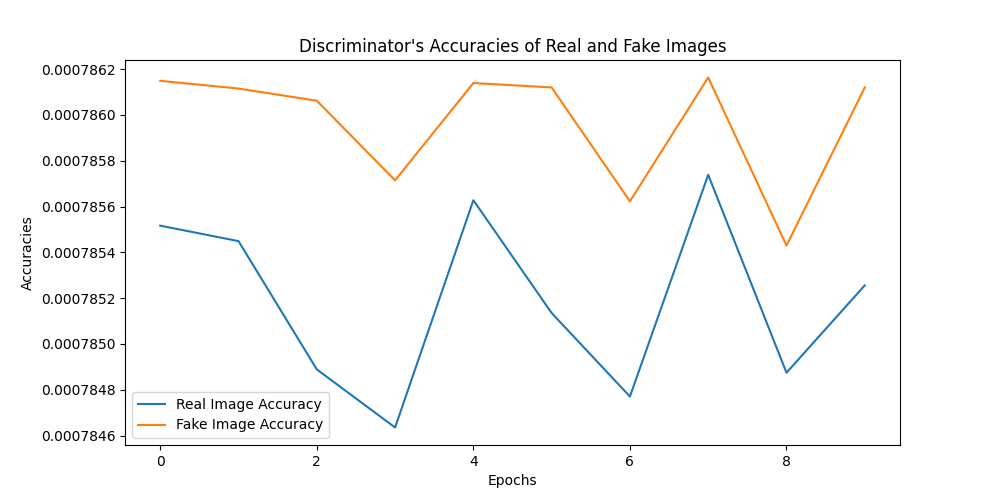 Discriminator's Accuracies of Real and Fake Images
0.0007862
0.0007860
0.0007858
0.0007856
0.0007854
0.0007852
0.0007850
0.0007848
0.0007846
Accuracies
Real Image Accuracy
Fake Image Accuracy
0 2 4 6 8
Epochs